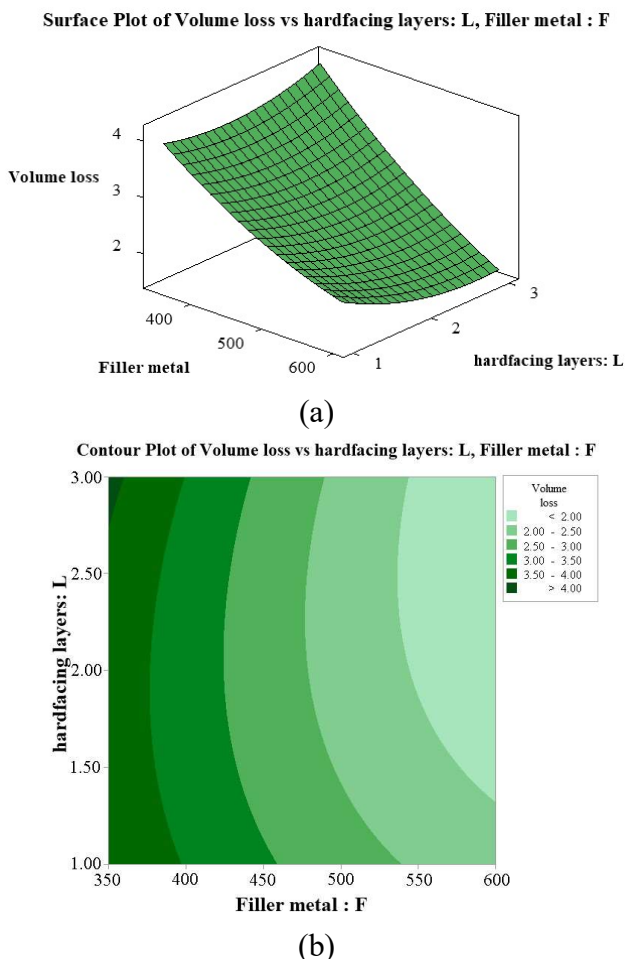 Surface Plot of Volume loss vs hardfacing layers: L, Filler metal : F
4
Volume loss
3
2
400
500
600
Filler metal
1
2
3
hardfacing layers: L
(a)
Contour Plot of Volume loss vs hardfacing layers: L, Filler metal : F
3.00
2.50
2.00
1.50
1.00
hardfacing layers: L
350 400 450 500 550 600
Filler metal : F
Volume
loss
< 2.00
2.00 - 2.50
2.50 - 3.00
3.00 - 3.50
3.50 - 4.00
> 4.00
(b)